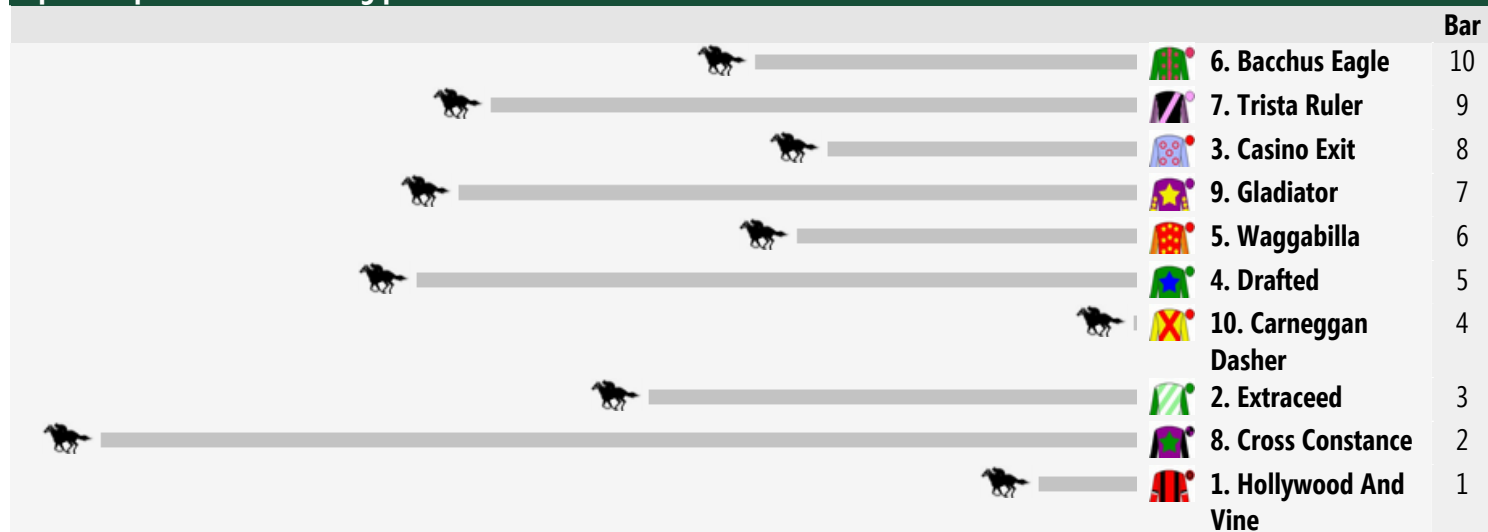 Bar
6. Bacchus Eagle 10
7. Trista Ruler 9
3. Casino Exit 8
9. Gladiator 7
5. Waggabilla 6
4. Drafted 5
10. Carneggan 4
Dasher
2. Extraceed 3
8. Cross Constance 2
1. Hollywood And 1
Vine